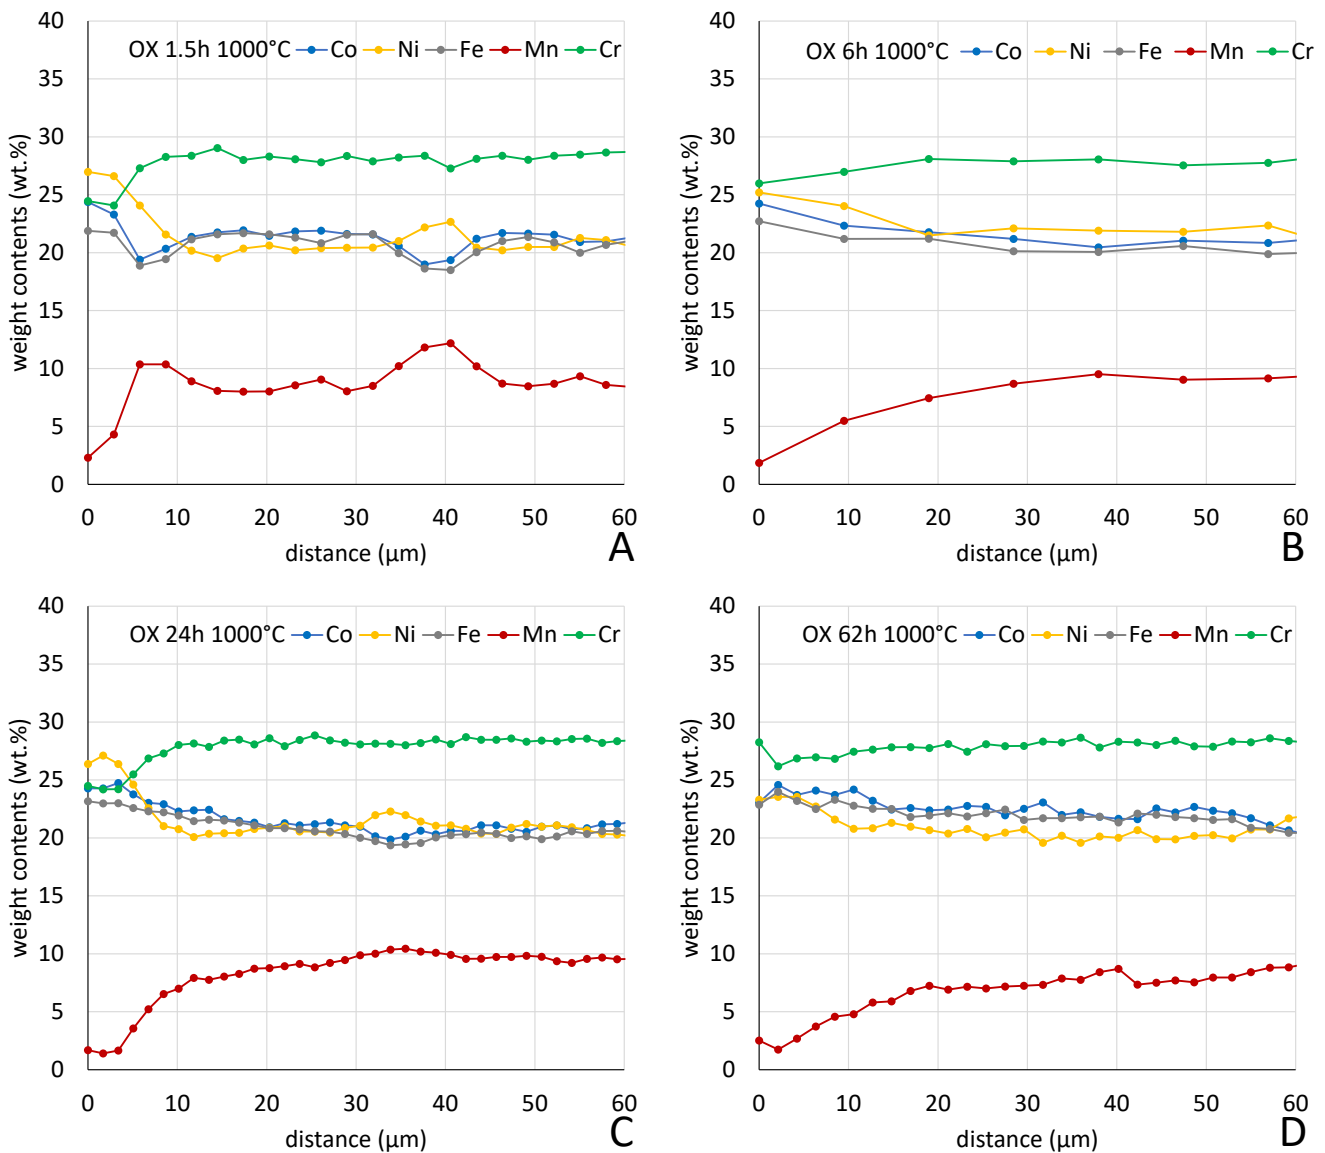 OX 1.5h 1000°C Co Ni Fe Mn Cr
weight contents (wt.%)
40
35
30
25
20
15
10
5
0
0 10 20 30 40 50 60
distance (µm)
A
OX 6h 1000°C Co Ni Fe Mn Cr
weight contents (wt.%)
40
35
30
25
20
15
10
5
0
0 10 20 30 40 50 60
distance (µm)
B
OX 24h 1000°C Co Ni Fe Mn Cr
weight contents (wt.%)
40
35
30
25
20
15
10
5
0
0 10 20 30 40 50 60
distance (µm)
C
OX 62h 1000°C Co Ni Fe Mn Cr
weight contents (wt.%)
40
35
30
25
20
15
10
5
0
0 10 20 30 40 50 60
distance (µm)
D